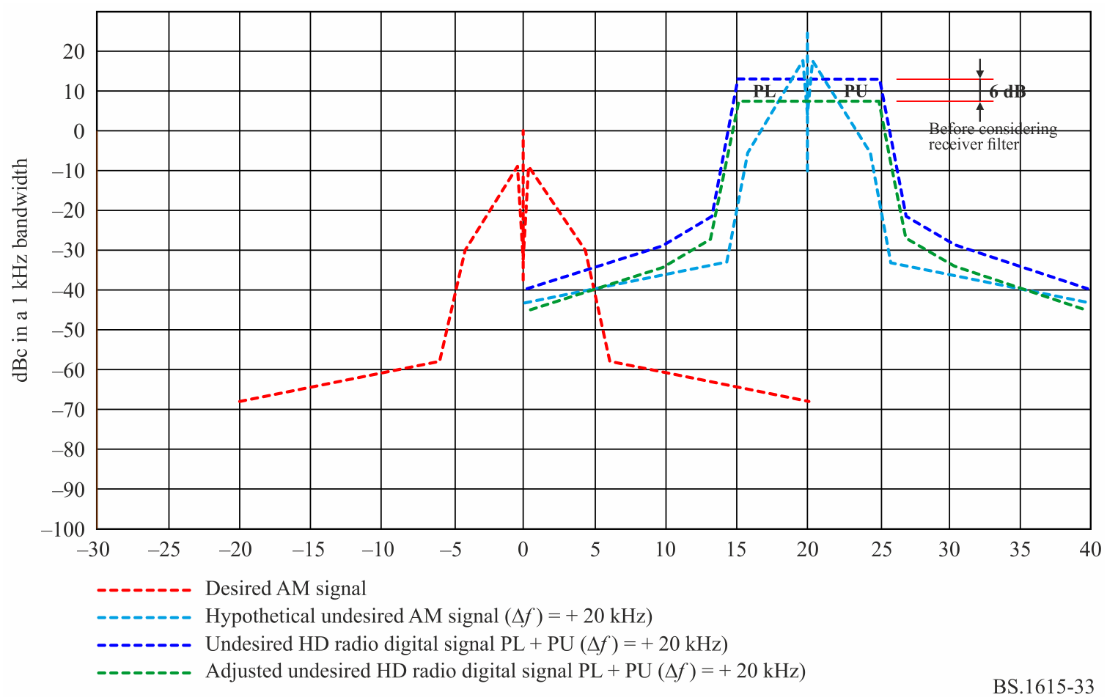 20
10
0
–10
–20
–30
–40
–50
–60
–70
–80
–90
–100
dBc in a 1 kHz bandwidth
PL
PU
6 dB
Before considering
receiver filter
–30 –25 –20 –15 –10 –5 0 5 10 15 20 25 30 35 40
Desired AM signal
Hypothetical undesired AM signal (Δf ) = + 20 kHz)
Undesired HD radio digital signal PL + PU (Δf ) = + 20 kHz)
Adjusted undesired HD radio digital signal PL + PU (Δf ) = + 20 kHz)
BS.1615-33